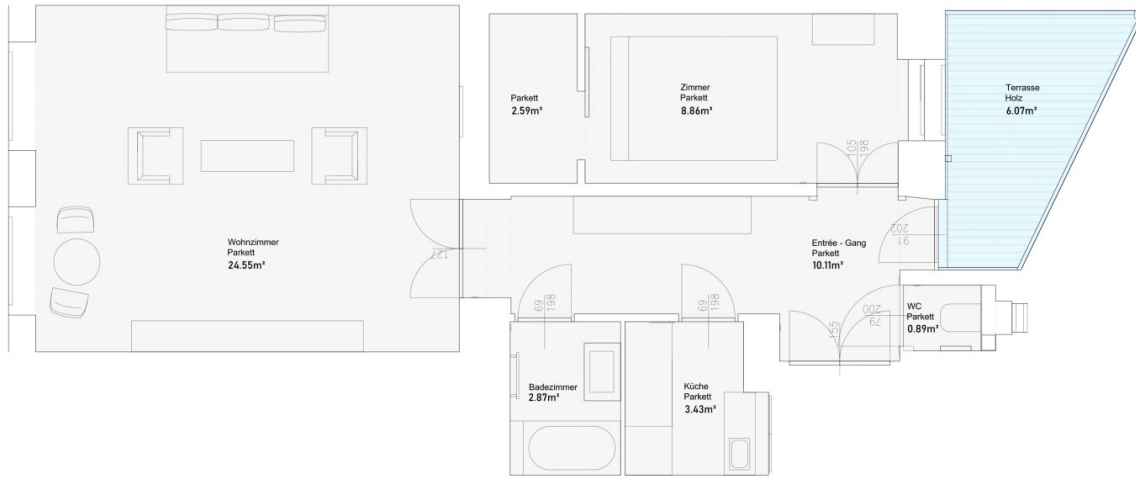 Parkett
2.59m²
Zimmer
Parkett
8.86m²
Terrasse
Holz
6.07m²
105
198
Wohnzimmer
Parkett
24.55m²
127
Entrée - Gang
Parkett
10.11m²
91
202
69
198
69
198
155
79
200
WC
Parkett
0.89m²
Badezimmer
2.87m²
Küche
Parkett
3.43m²